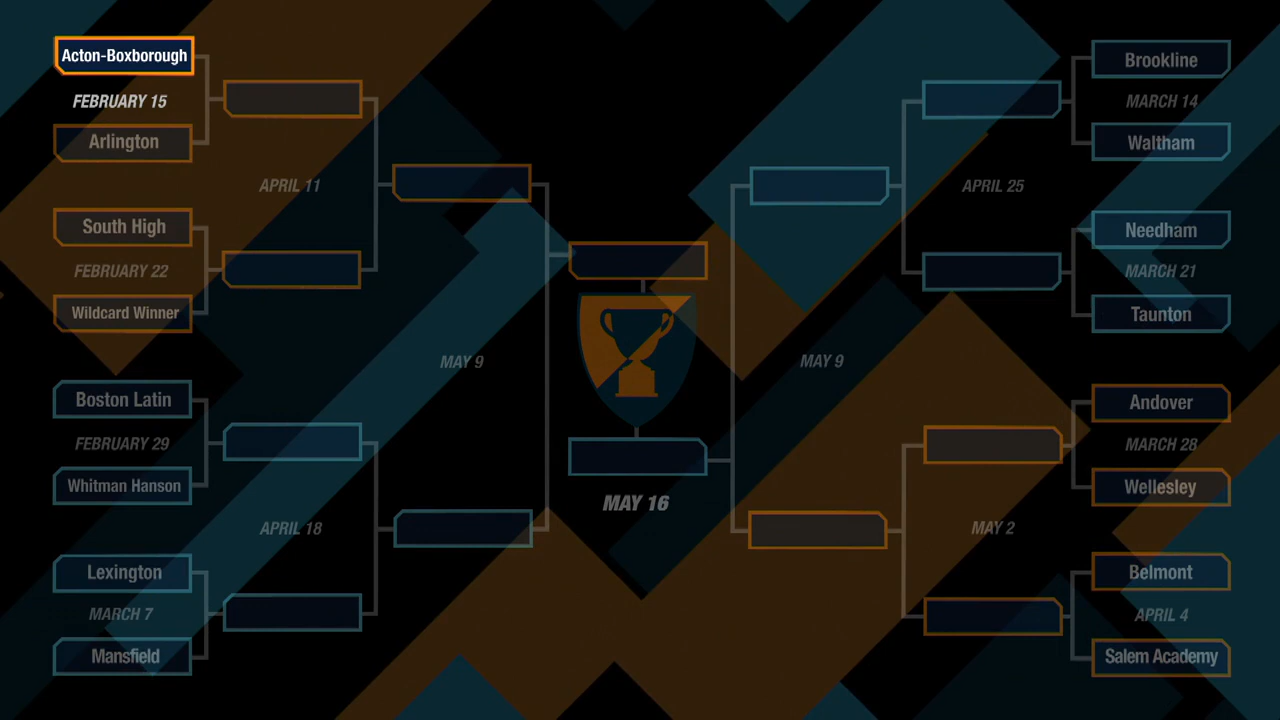 Acton-Boxborough
FEBRUARY 15
Arlington
APRIL 11
South High
FEBRUARY 22
Wildcard Winner
MAY 9
Boston Latin
FEBRUARY 29
Whitman Hanson
APRIL 18
Lexington
MARCH 7
Mansfield
MAY 16
Brookline
MARCH 14
Waltham
APRIL 25
Needham
MARCH 21
Taunton
MAY 9
Andover
MARCH 28
Wellesley
MAY 2
Belmont
APRIL 4
Salem Academy